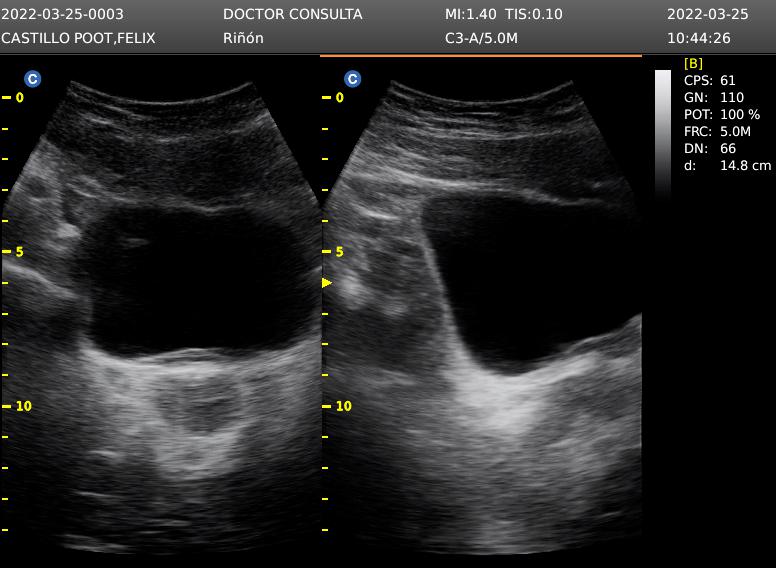 2022-03-25-0003 DOCTOR CONSULTA MI:1.40 TIS:0.10 2022-03-25
CASTILLO POOT,FELIX Riñón C3-A/5.0M 10:44:26
[B]
CPS: 61
GN: 110
POT: 100 %
FRC: 5.0M
DN: 66
d: 14.8 cm
C C
0 0
5 5
10 10